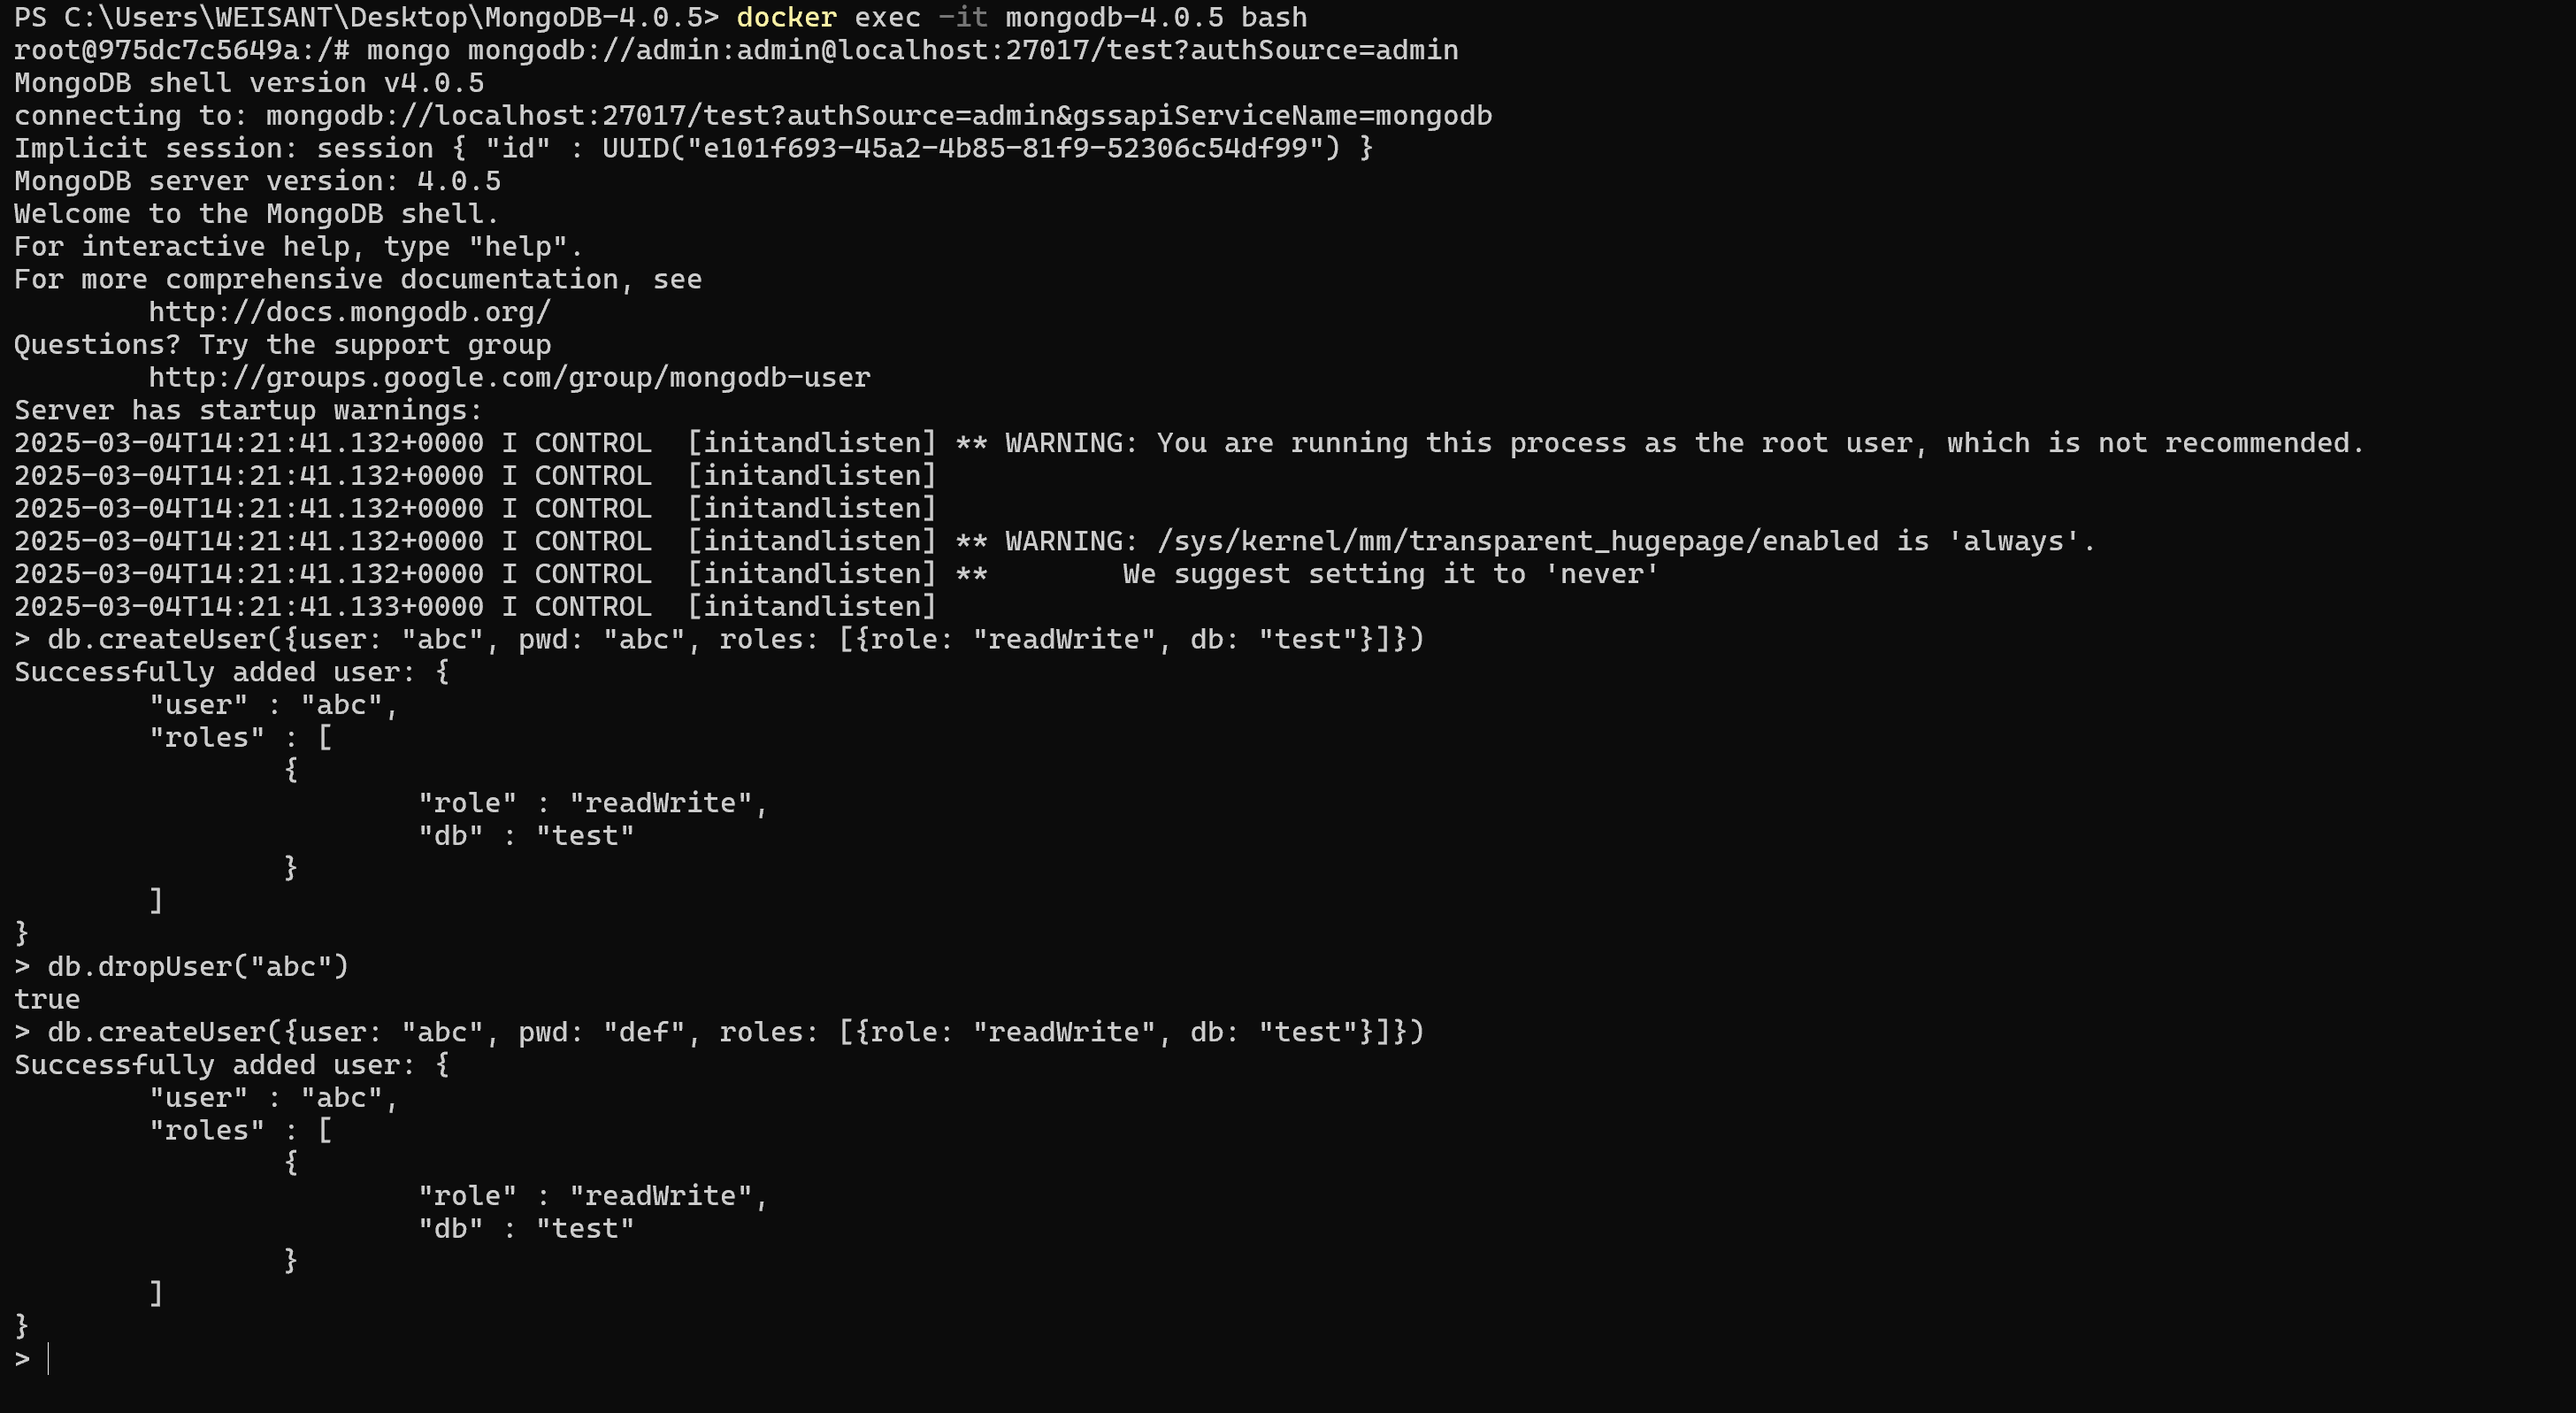 PS C:\Users\WEISANT\Desktop\MongoDB-4.0.5> docker exec -it mongodb-4.0.5 bash
root@975dc7c5649a:/# mongo mongodb://admin:admin@localhost:27017/test?authSource=admin
MongoDB shell version v4.0.5
connecting to: mongodb://localhost:27017/test?authSource=admin&gssapiServiceName=mongodb
Implicit session: session { "id" : UUID("e101f693-45a2-4b85-81f9-52306c54df99") }
MongoDB server version: 4.0.5
Welcome to the MongoDB shell.
For interactive help, type "help".
For more comprehensive documentation, see
        http://docs.mongodb.org/
Questions? Try the support group
        http://groups.google.com/group/mongodb-user
Server has startup warnings:
2025-03-04T14:21:41.132+0000 I CONTROL  [initandlisten] ** WARNING: You are running this process as the root user, which is not recommended.
2025-03-04T14:21:41.132+0000 I CONTROL  [initandlisten]
2025-03-04T14:21:41.132+0000 I CONTROL  [initandlisten]
2025-03-04T14:21:41.132+0000 I CONTROL  [initandlisten] ** WARNING: /sys/kernel/mm/transparent_hugepage/enabled is 'always'.
2025-03-04T14:21:41.132+0000 I CONTROL  [initandlisten] **        We suggest setting it to 'never'
2025-03-04T14:21:41.133+0000 I CONTROL  [initandlisten]
> db.createUser({user: "abc", pwd: "abc", roles: [{role: "readWrite", db: "test"}]})
Successfully added user: {
        "user" : "abc",
        "roles" : [
                {
                        "role" : "readWrite",
                        "db" : "test"
                }
        ]
}
> db.dropUser("abc")
true
> db.createUser({user: "abc", pwd: "def", roles: [{role: "readWrite", db: "test"}]})
Successfully added user: {
        "user" : "abc",
        "roles" : [
                {
                        "role" : "readWrite",
                        "db" : "test"
                }
        ]
}
>